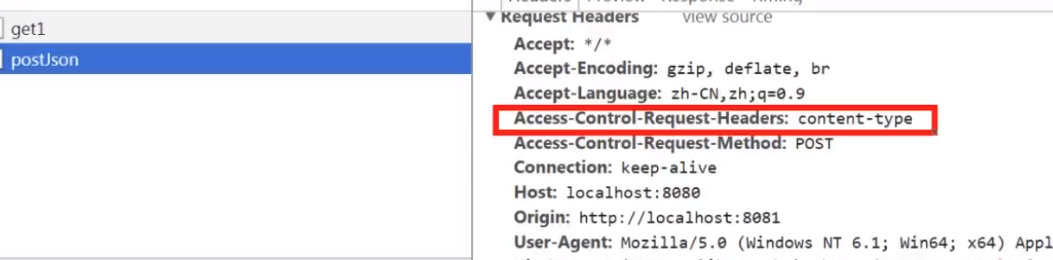 Headers Preview Response Timing
Request Headers view source
get1
Accept: */*
postJson
Accept-Encoding: gzip, deflate, br
Accept-Language: zh-CN,zh;q=0.9
Access-Control-Request-Headers: content-type
Access-Control-Request-Method: POST
Connection: keep-alive
Host: localhost:8080
Origin: http://localhost:8081
User-Agent: Mozilla/5.0 (Windows NT 6.1; Win64; x64) Appl